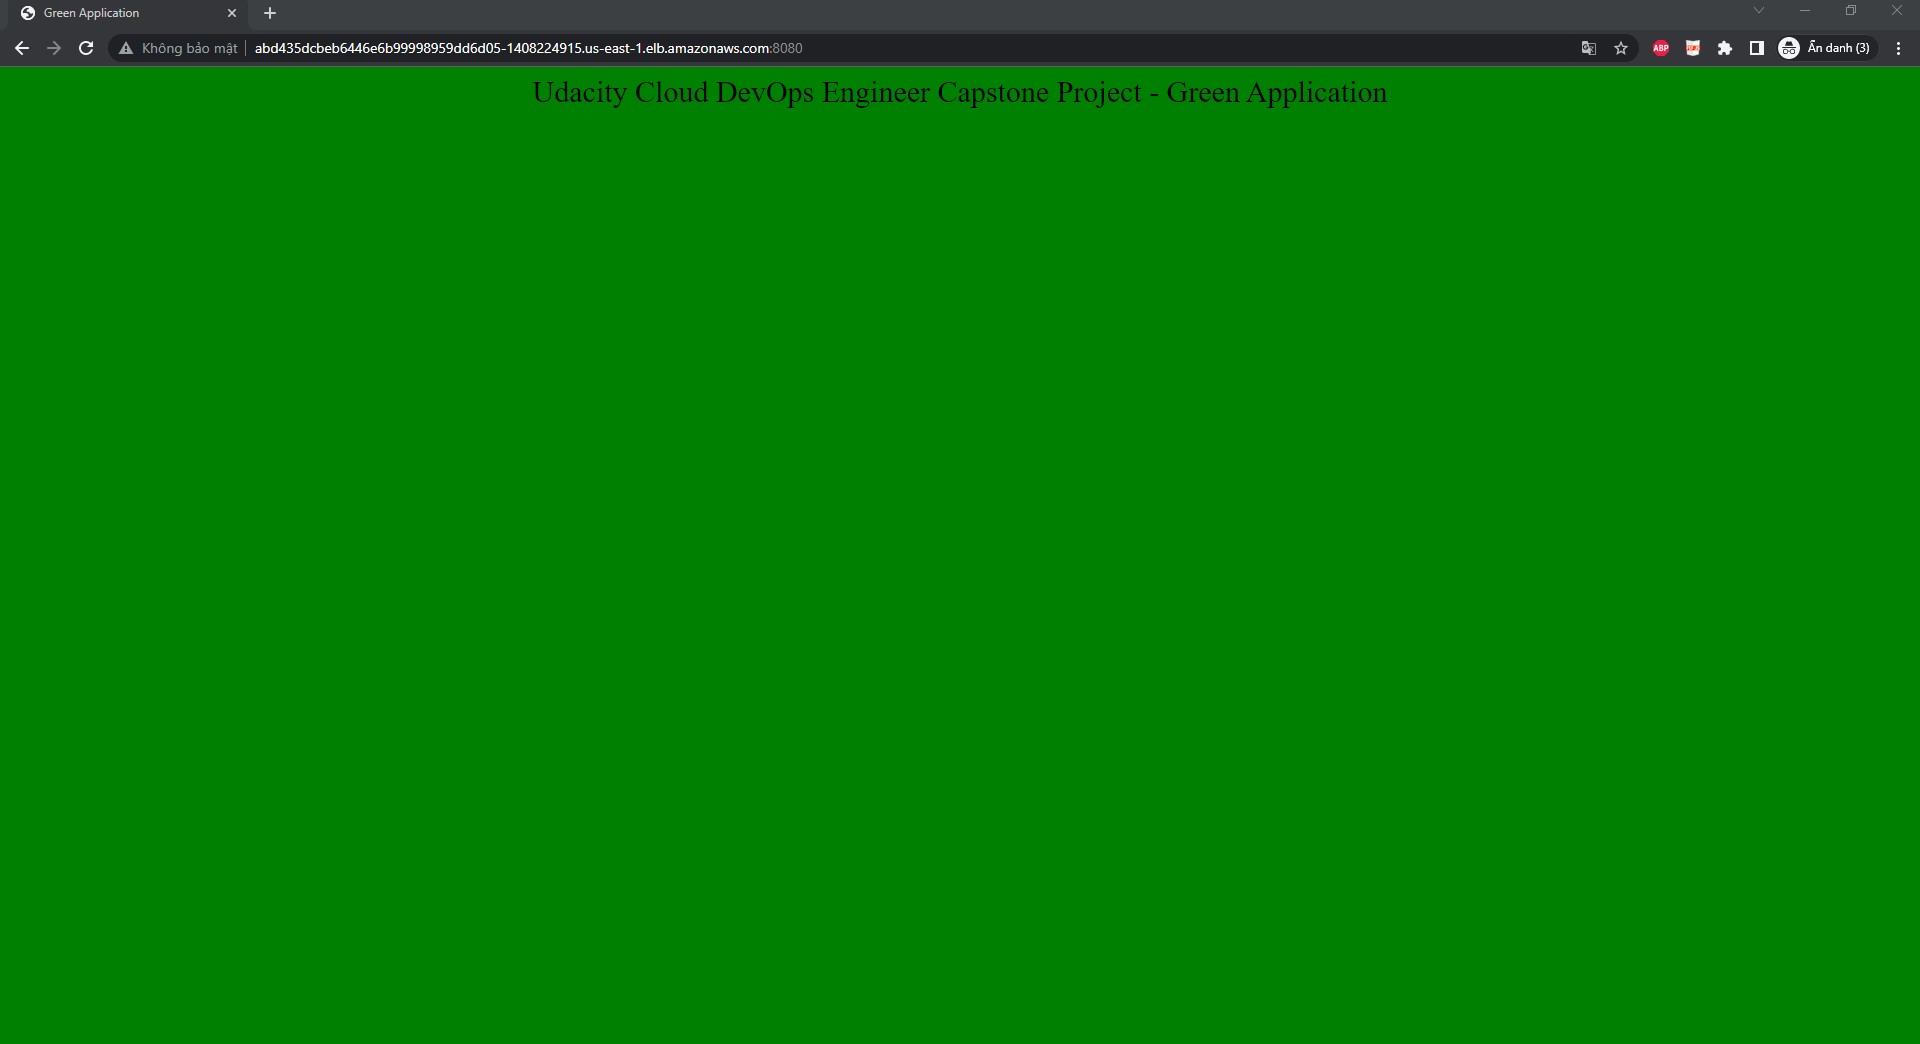 Green Application
Không bảo mật
abd435dcbeb6446e6b99998959dd6d05-1408224915.us-east-1.elb.amazonaws.com:8080
ABP
Ẩn danh (3)
Udacity Cloud DevOps Engineer Capstone Project - Green Application